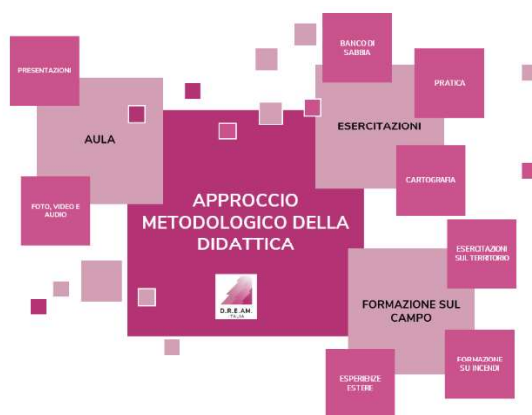 PRESENTAZIONI
AULA
FOTO, VIDEO E
AUDIO
BANCO DI
SABBIA
PRATICA
ESERCITAZIONI
CARTOGRAFIA
APPROCCIO
METODOLOGICO DELLA
DIDATTICA
D.R.E.AM.
ITALIA
ESERCITAZIONI
SUL TERRITORIO
FORMAZIONE SUL
CAMPO
ESPERIENZE
ESTERE
FORMAZIONE
SU INCENDI